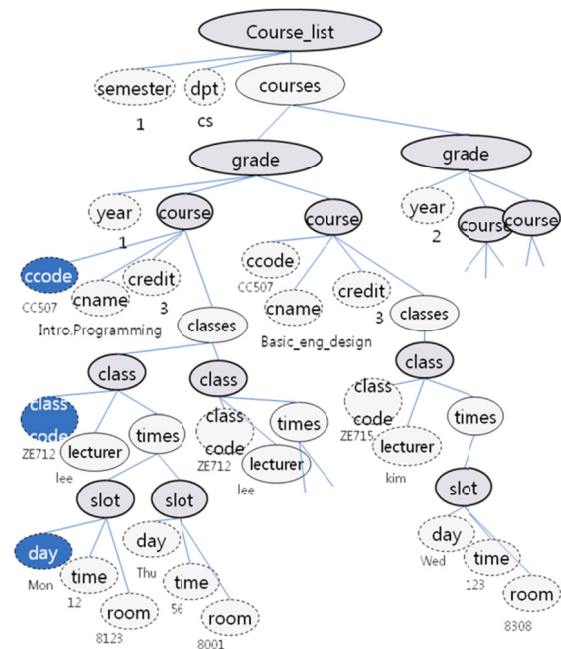 Course_list
semester
dpt
courses
1
cs
grade
grade
year
course
course
year
course
course
1
2
ccode
cname
credit
ccode
cname
credit
CC507
3
CC507
3
Intro.Programming
classes
Basic_eng_design
classes
class
class
class
class
code
lecturer
times
class
code
lecturer
times
class
code
lecturer
times
ZE712
lee
ZE712
lee
ZE715
kim
slot
slot
slot
day
time
room
day
time
room
day
time
room
Mon
12
8123
Thu
56
8001
Wed
123
8308